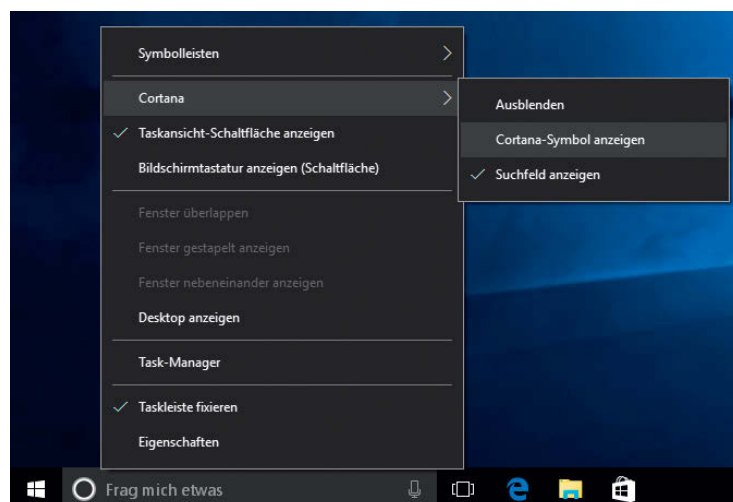 Symbolleisten
Cortana
Taskansicht-Schaltfläche anzeigen
Bildschirmtastatur anzeigen (Schaltfläche)
Fenster überlappen
Fenster gestapelt anzeigen
Fenster nebeneinander anzeigen
Desktop anzeigen
Task-Manager
Taskleiste fixieren
Eigenschaften
Ausblenden
Cortana-Symbol anzeigen
Suchfeld anzeigen
Frag mich etwas